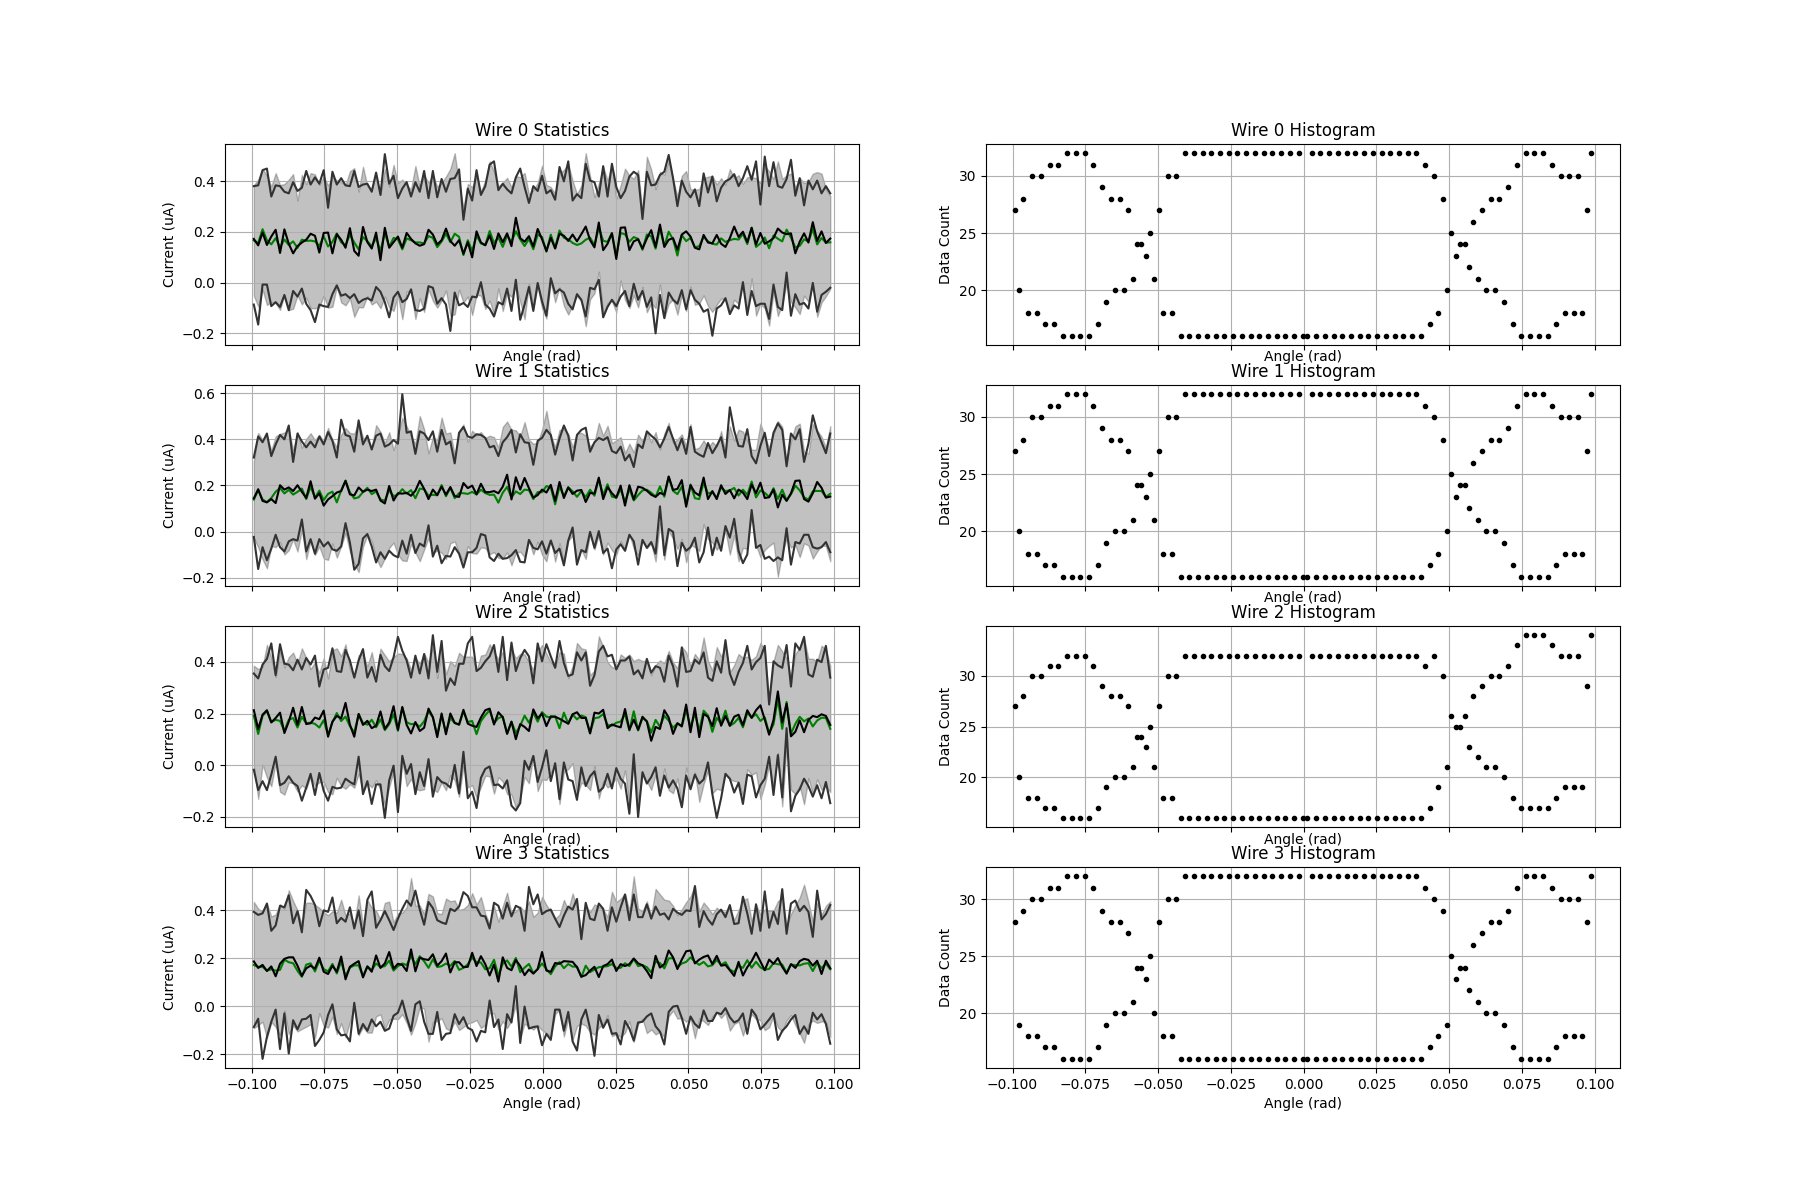 Wire 0 Statistics
Current (uA)
0.4
0.2
0.0
−0.2
Angle (rad)
Wire 0 Histogram
Data Count
30
25
20
Angle (rad)
Wire 1 Statistics
Current (uA)
0.6
0.4
0.2
0.0
−0.2
Angle (rad)
Wire 1 Histogram
Data Count
30
25
20
Angle (rad)
Wire 2 Statistics
Current (uA)
0.4
0.2
0.0
−0.2
Angle (rad)
Wire 2 Histogram
Data Count
30
25
20
Angle (rad)
Wire 3 Statistics
Current (uA)
0.4
0.2
0.0
−0.2
−0.100 −0.075 −0.050 −0.025 0.000 0.025 0.050 0.075 0.100
Angle (rad)
Wire 3 Histogram
Data Count
30
25
20
−0.100 −0.075 −0.050 −0.025 0.000 0.025 0.050 0.075 0.100
Angle (rad)